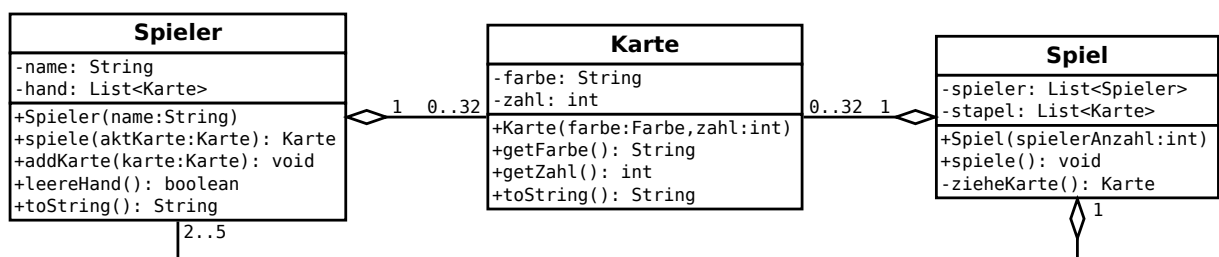 Spieler
-name: String
-hand: List<Karte>
+Spieler(name:String)
+spiele(aktKarte:Karte): Karte
+addKarte(karte:Karte): void
+leereHand(): boolean
+toString(): String
1
0..32
Karte
-farbe: String
-zahl: int
+Karte(farbe:Farbe,zahl:int)
+getFarbe(): String
+getZahl(): int
+toString(): String
0..32
1
Spiel
-spieler: List<Spieler>
-stapel: List<Karte>
+Spiel(spielerAnzahl:int)
+spiele(): void
-zieheKarte(): Karte
2..5
1